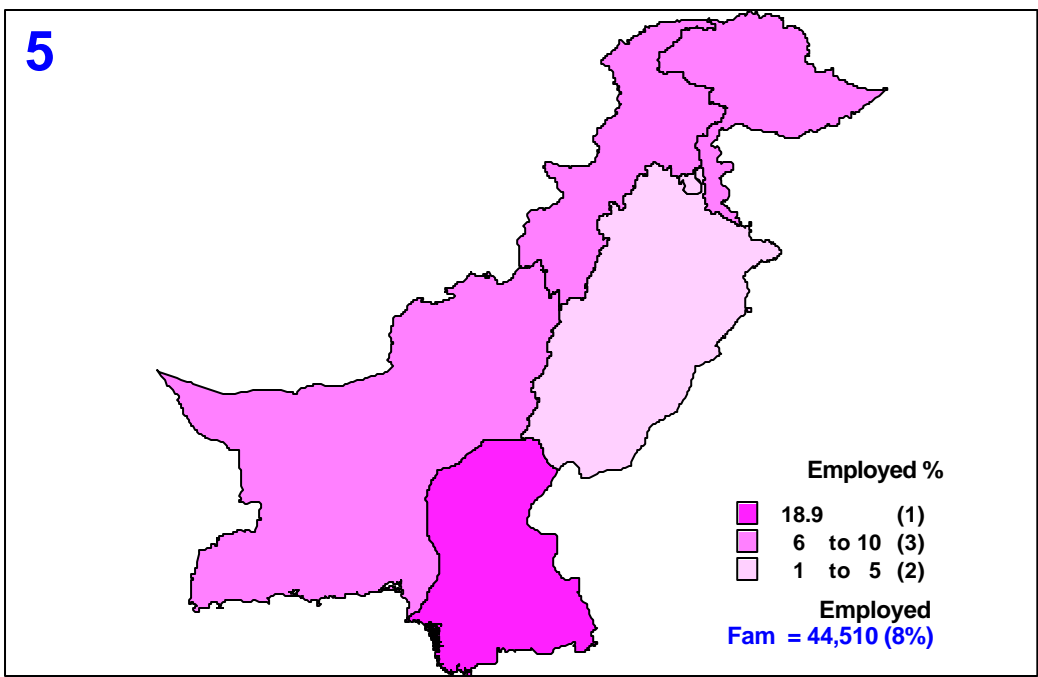 5
Employed %
18.9 (1)
6 to 10 (3)
1 to 5 (2)
Employed
Fam = 44,510 (8%)